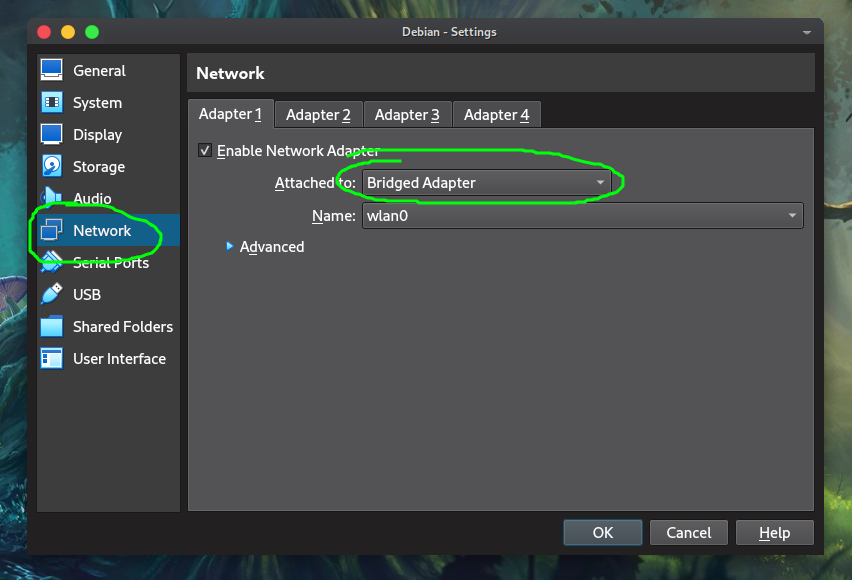 Debian - Settings
General
System
Display
Storage
Audio
Network
Serial Ports
USB
Shared Folders
User Interface
Network
Adapter 1 Adapter 2 Adapter 3 Adapter 4
Enable Network Adapter
Attached to: Bridged Adapter
Name: wlan0
Advanced
OK Cancel Help